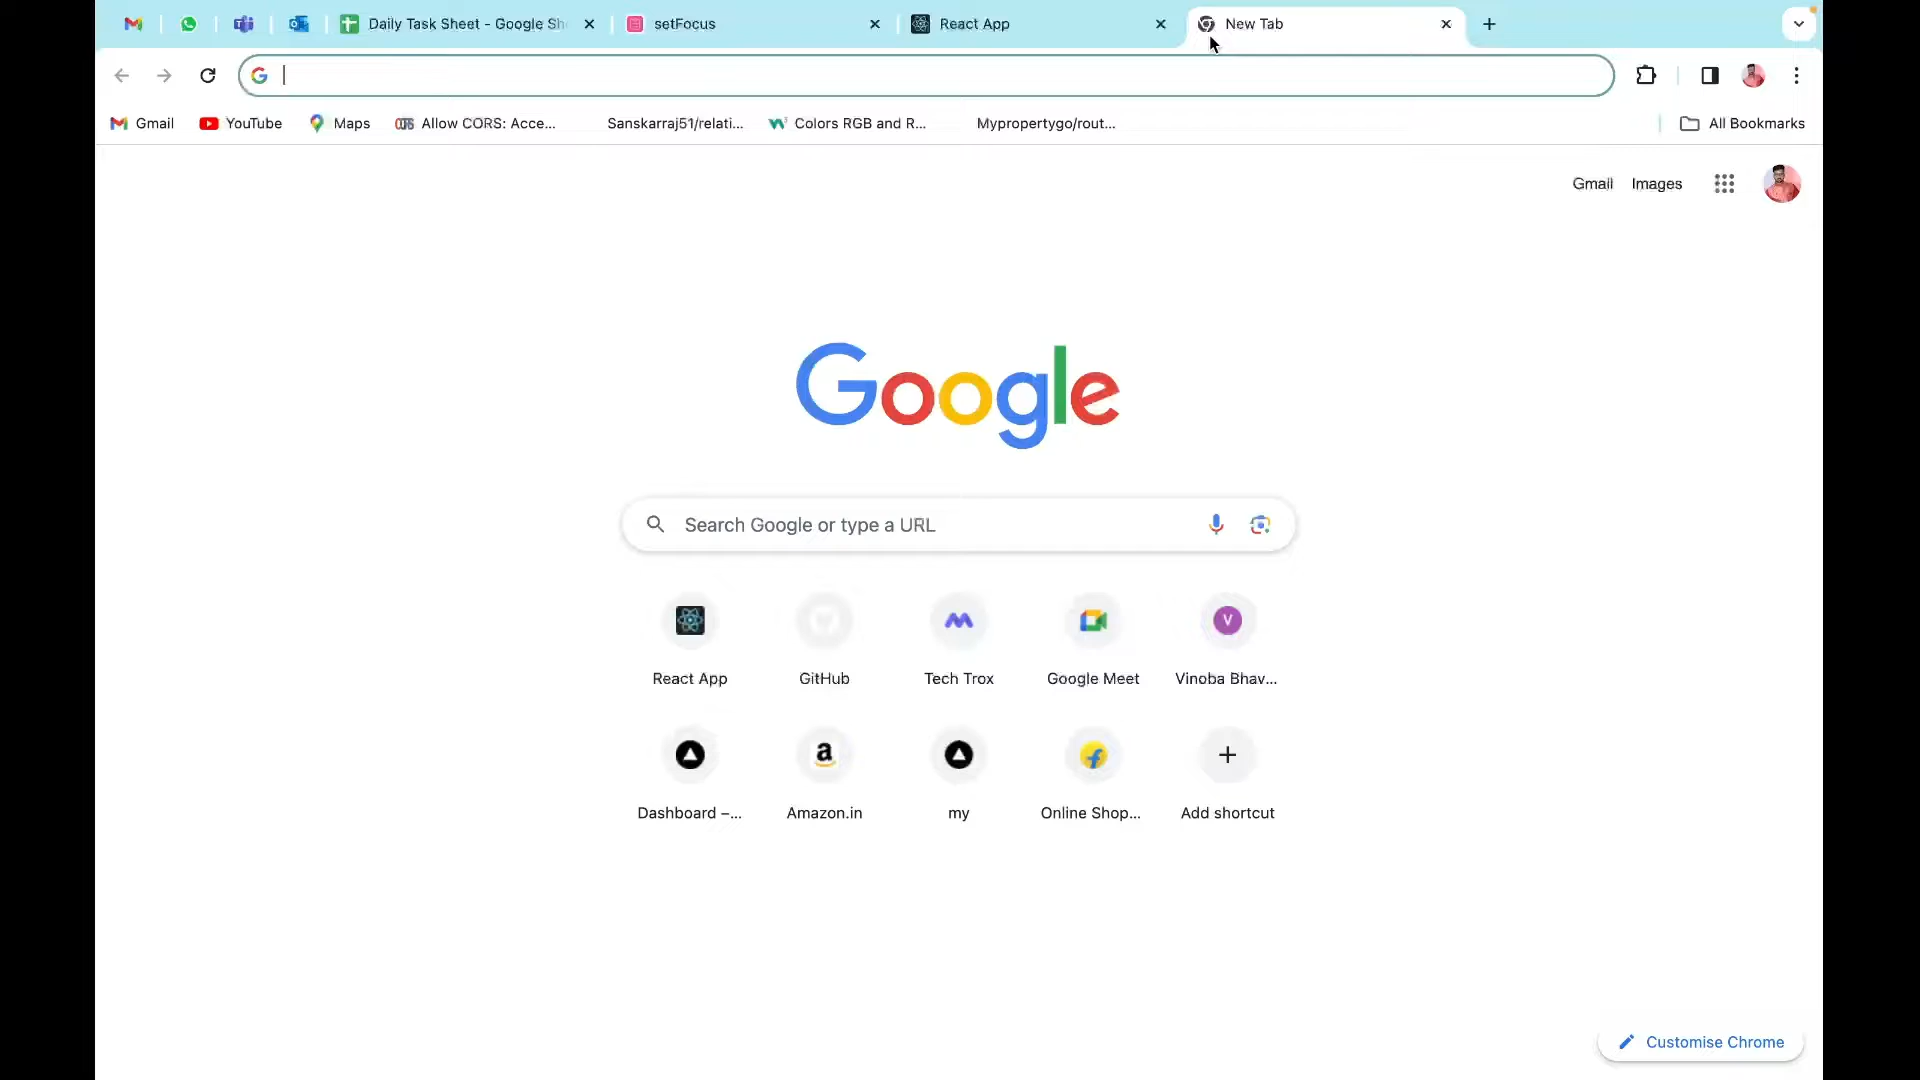 Daily Task Sheet - Google Sh
setFocus
React App
New Tab
Gmail
YouTube
Maps
Allow CORS: Acce...
Sanskarraj51/relati...
Colors RGB and R...
Mypropertygo/rout...
All Bookmarks
Gmail
Images
Google
Search Google or type a URL
React App
GitHub
Tech Trox
Google Meet
V
Vinoba Bhav...
Dashboard –...
Amazon.in
my
Online Shop...
Add shortcut
Customise Chrome